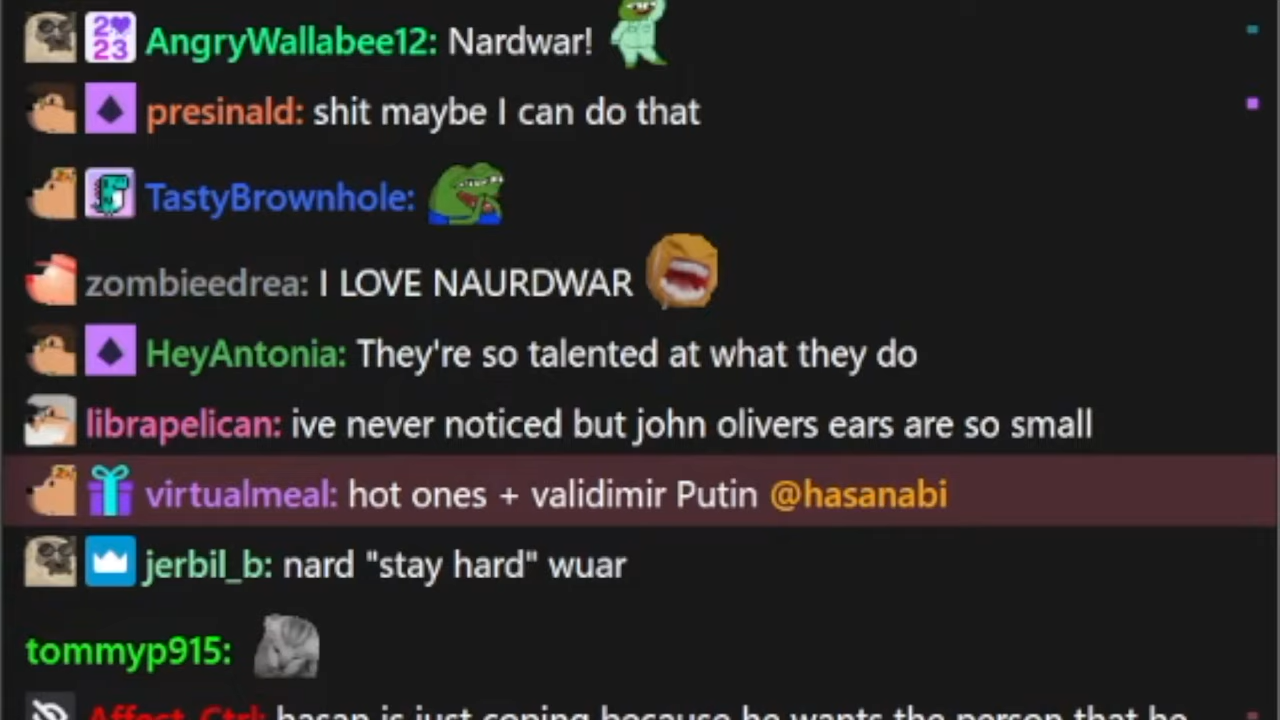 2♥23 AngryWallabee12: Nardwar!
presinald: shit maybe I can do that
TastyBrownhole:
zombieedrea: I LOVE NAURDWAR
HeyAntonia: They're so talented at what they do
librapelican: ive never noticed but john olivers ears are so small
virtualmeal: hot ones + validimir Putin @hasanabi
jerbil_b: nard "stay hard" wuar
tommyp915:
Affect_Ctrl: hasan is just coping because he wants the person that he